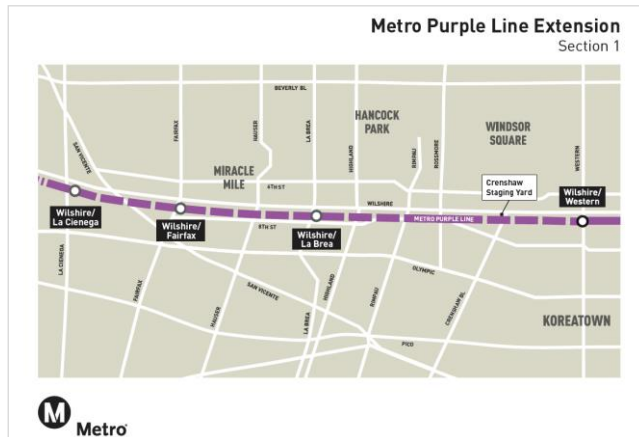 Metro Purple Line Extension
Section 1
BEVERLY BL
SAN VICENTE
FAIRFAX
HAUSER
LA BREA
HIGHLAND
HANCOCK
PARK
RIMPAU
ROSSMORE
WINDSOR
SQUARE
WESTERN
MIRACLE
MILE
6TH ST
WILSHIRE
Crenshaw
Staging Yard
Wilshire/
Western
Wilshire/
La Cienega
Wilshire/
Fairfax
Wilshire/
La Brea
METRO PURPLE LINE
8TH ST
LA CIENEGA
FAIRFAX
HAUSER
SAN VICENTE
LA BREA
HIGHLAND
RIMPAU
OLYMPIC
CRENSHAW BL
PICO
KOREATOWN
M
Metro